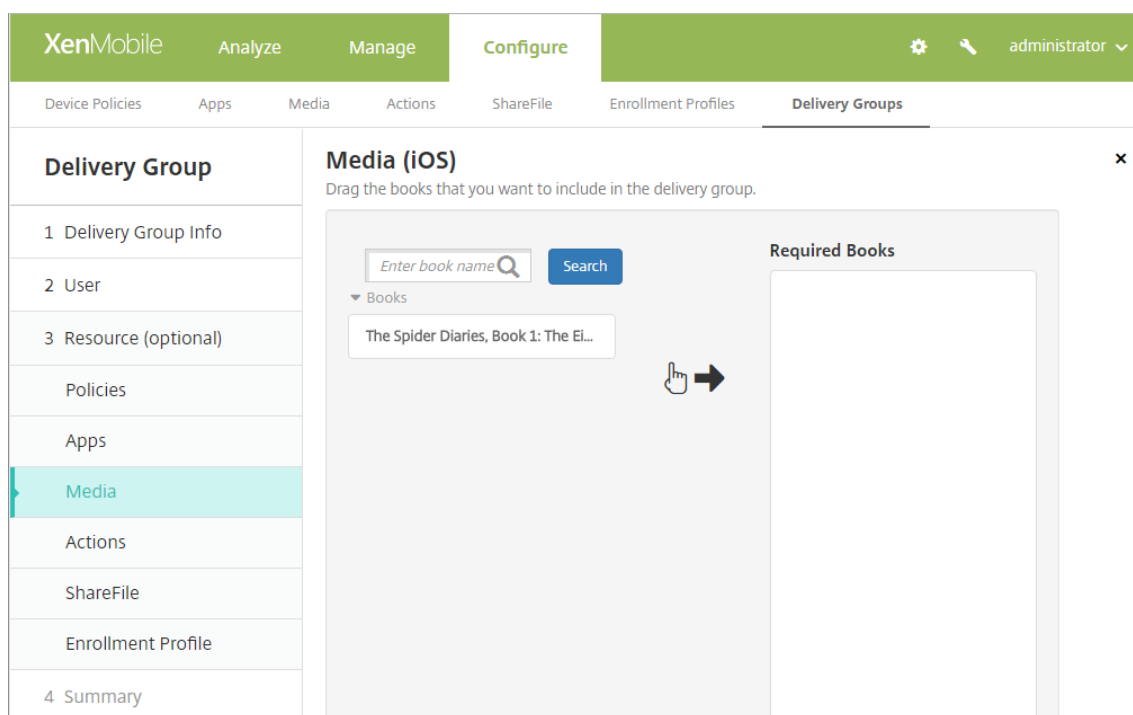 XenMobile Analyze Manage Configure administrator
Device Policies Apps Media Actions ShareFile Enrollment Profiles Delivery Groups
Delivery Group
1 Delivery Group Info
2 User
3 Resource (optional)
Policies
Apps
Media
Actions
ShareFile
Enrollment Profile
4 Summary
Media (iOS)
Drag the books that you want to include in the delivery group.
Enter book name Search
Books
The Spider Diaries, Book 1: The Ei...
Required Books